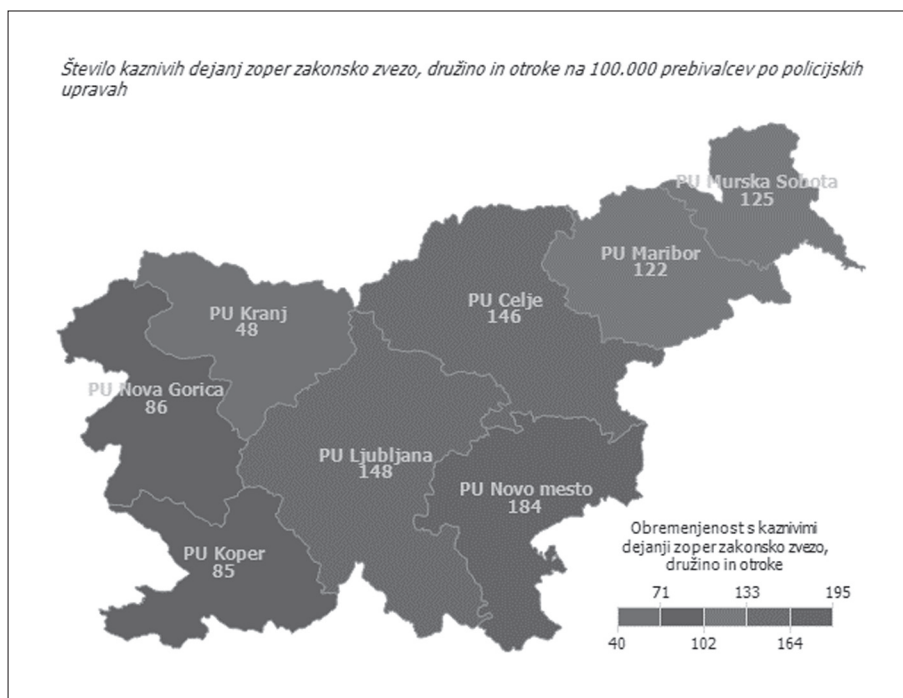 Število kaznivih dejanj zoper zakonsko zvezo, družino in otroke na 100.000 prebivalcev po policijskih
upravah
PU Murska Sobota
125
PU Maribor
122
PU Celje
146
PU Kranj
48
PU Nova Gorica
86
PU Ljubljana
148
PU Novo mesto
184
PU Koper
85
Obremenjenost s kaznivimi
dejanji zoper zakonsko zvezo,
družino in otroke
71 133 195
40 102 164